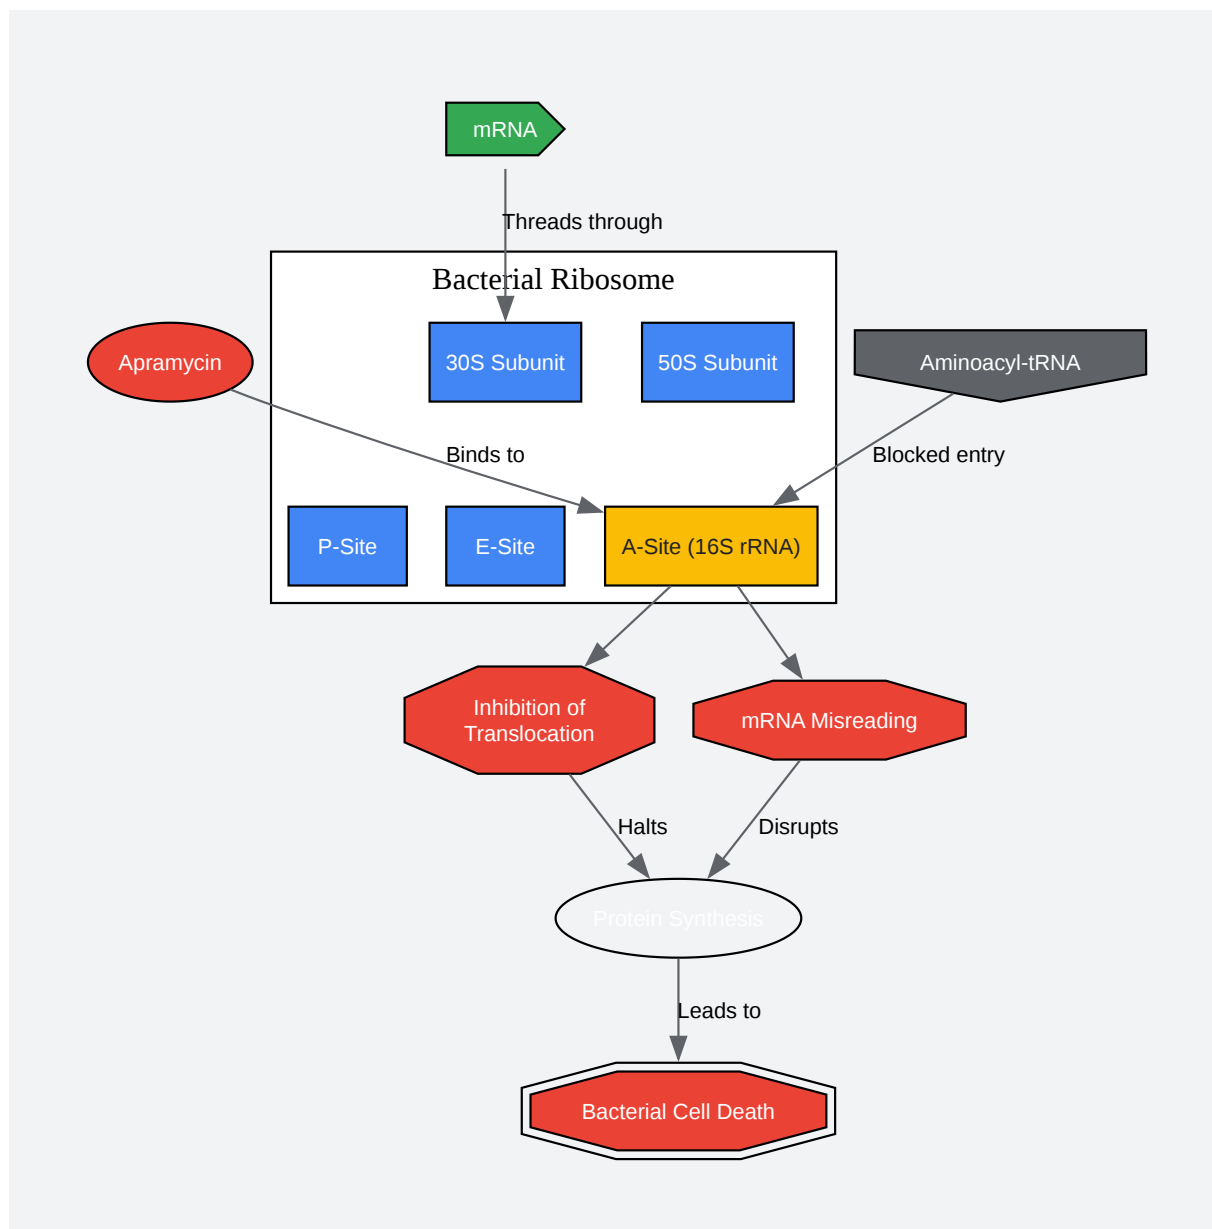 mRNA
Threads through
Bacterial Ribosome
Apramycin
30S Subunit
50S Subunit
Aminoacyl-tRNA
Binds to
Blocked entry
P-Site
E-Site
A-Site (16S rRNA)
Inhibition of
Translocation
mRNA Misreading
Halts
Disrupts
Protein Synthesis
Leads to
Bacterial Cell Death